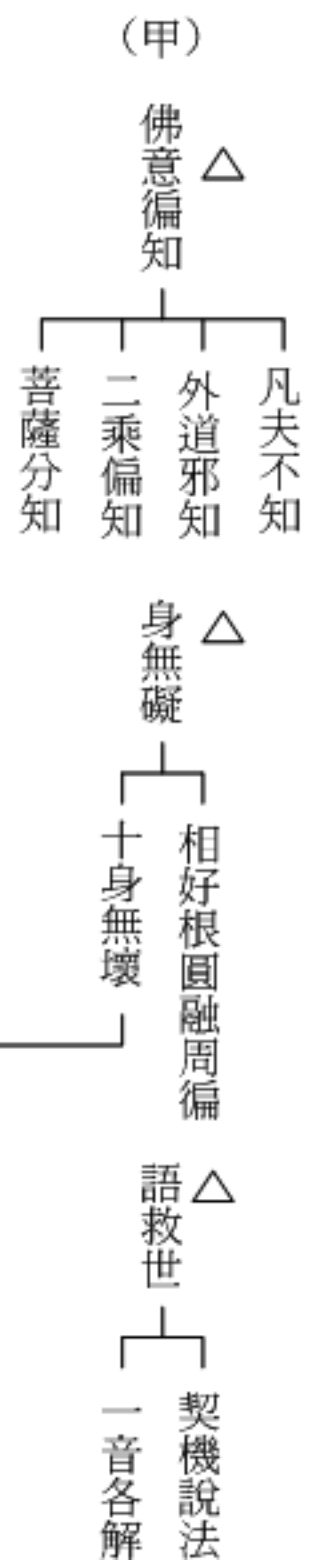 （甲）
△
佛意徧知
凡夫不知
外道邪知
二乘偏知
菩薩分知
△
身無礙
相好根圓融周徧
十身無壞
△
語救世
契機說法
一音各解